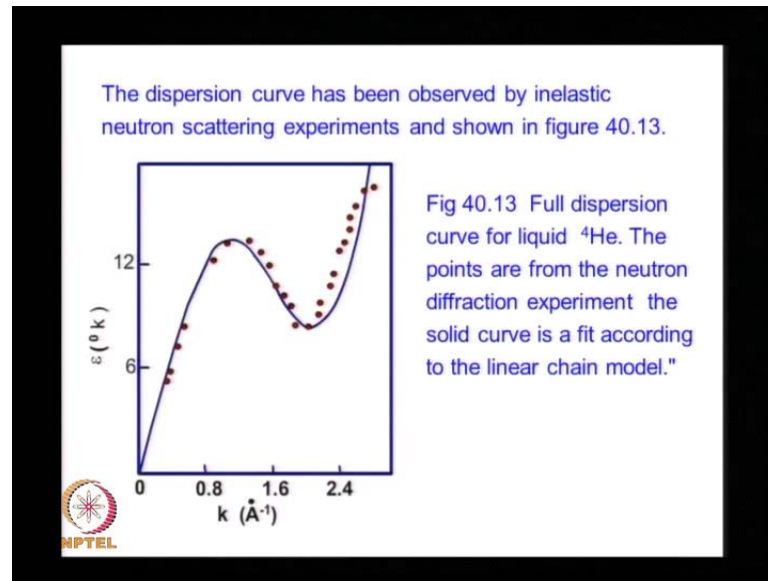 The dispersion curve has been observed by inelastic
neutron scattering experiments and shown in figure 40.13.
12
6
ε(⁰k)
0 0.8 1.6 2.4
k (Å⁻¹)
Fig 40.13 Full dispersion
curve for liquid ⁴He. The
points are from the neutron
diffraction experiment the
solid curve is a fit according
to the linear chain model."
NPTEL